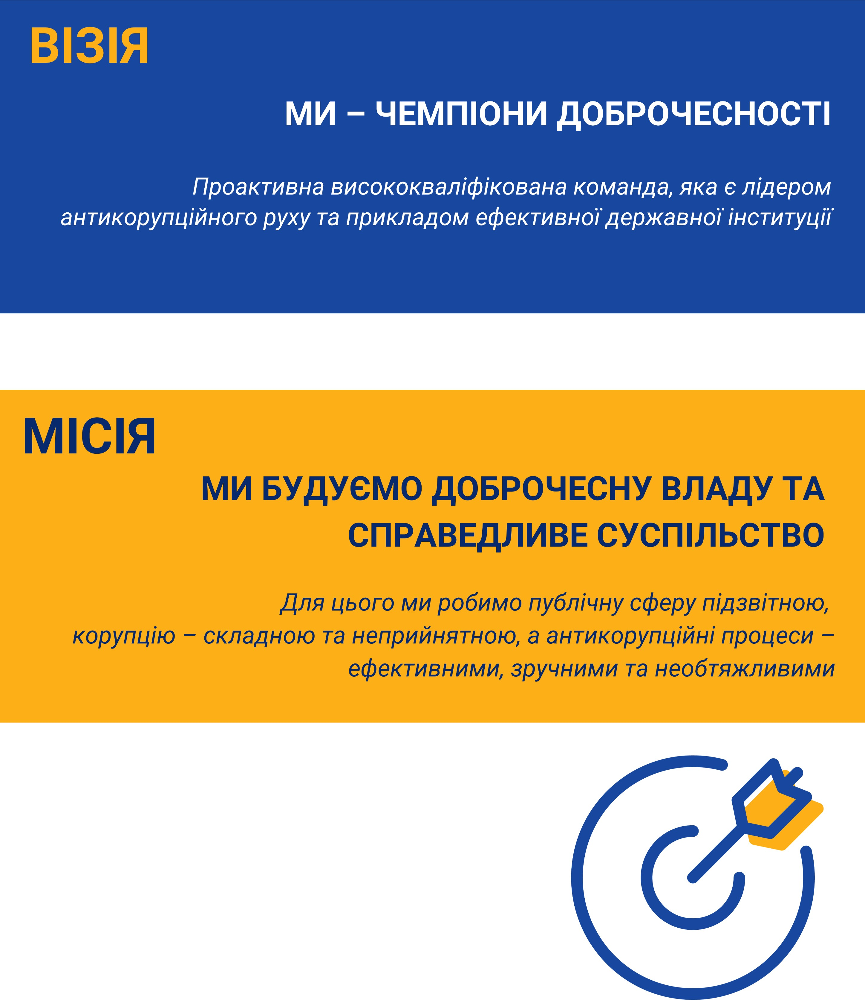 ВІЗІЯ
МИ – ЧЕМПІОНИ ДОБРОЧЕСНОСТІ
Проактивна висококваліфікована команда, яка є лідером
антикорупційного руху та прикладом ефективної державної інституції
МІСІЯ
МИ БУДУЄМО ДОБРОЧЕСНУ ВЛАДУ ТА
СПРАВЕДЛИВЕ СУСПІЛЬСТВО
Для цього ми робимо публічну сферу підзвітною,
корупцію – складною та неприйнятною, а антикорупційні процеси –
ефективними, зручними та необтяжливими